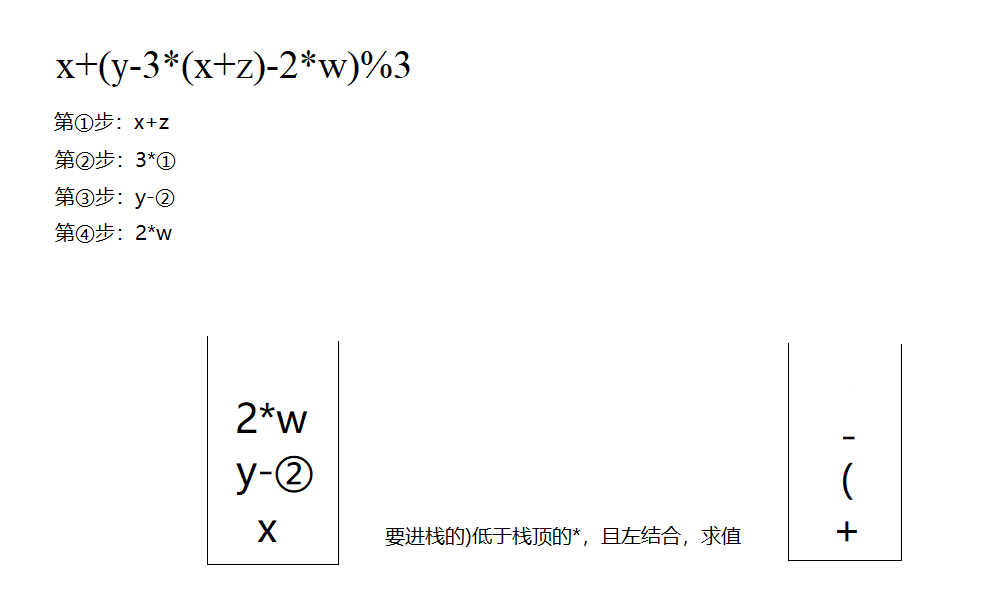 x+(y-3*(x+z)-2*w)%3
第①步：x+z
第②步：3*①
第③步：y-②
第④步：2*w
2*w
y-②
x
要进栈的)低于栈顶的*，且左结合，求值
-
(
+